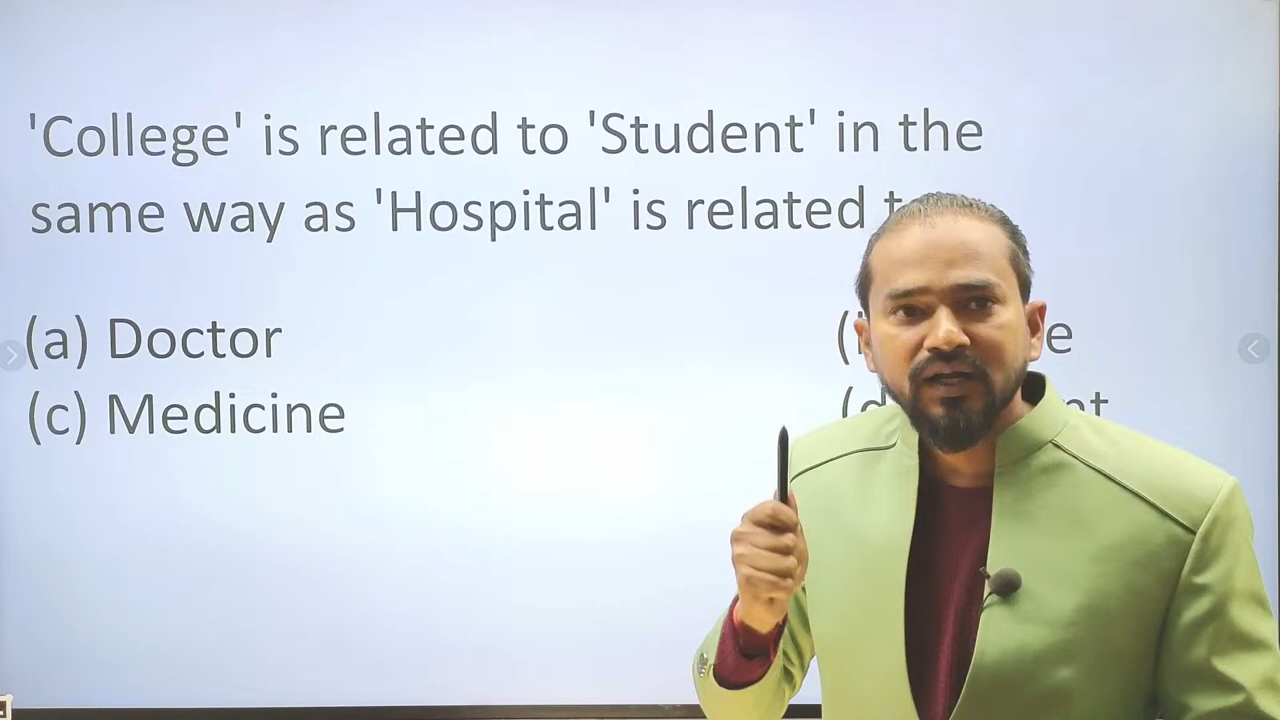 'College' is related to 'Student' in the
same way as 'Hospital' is related
(a) Doctor
(c) Medicine